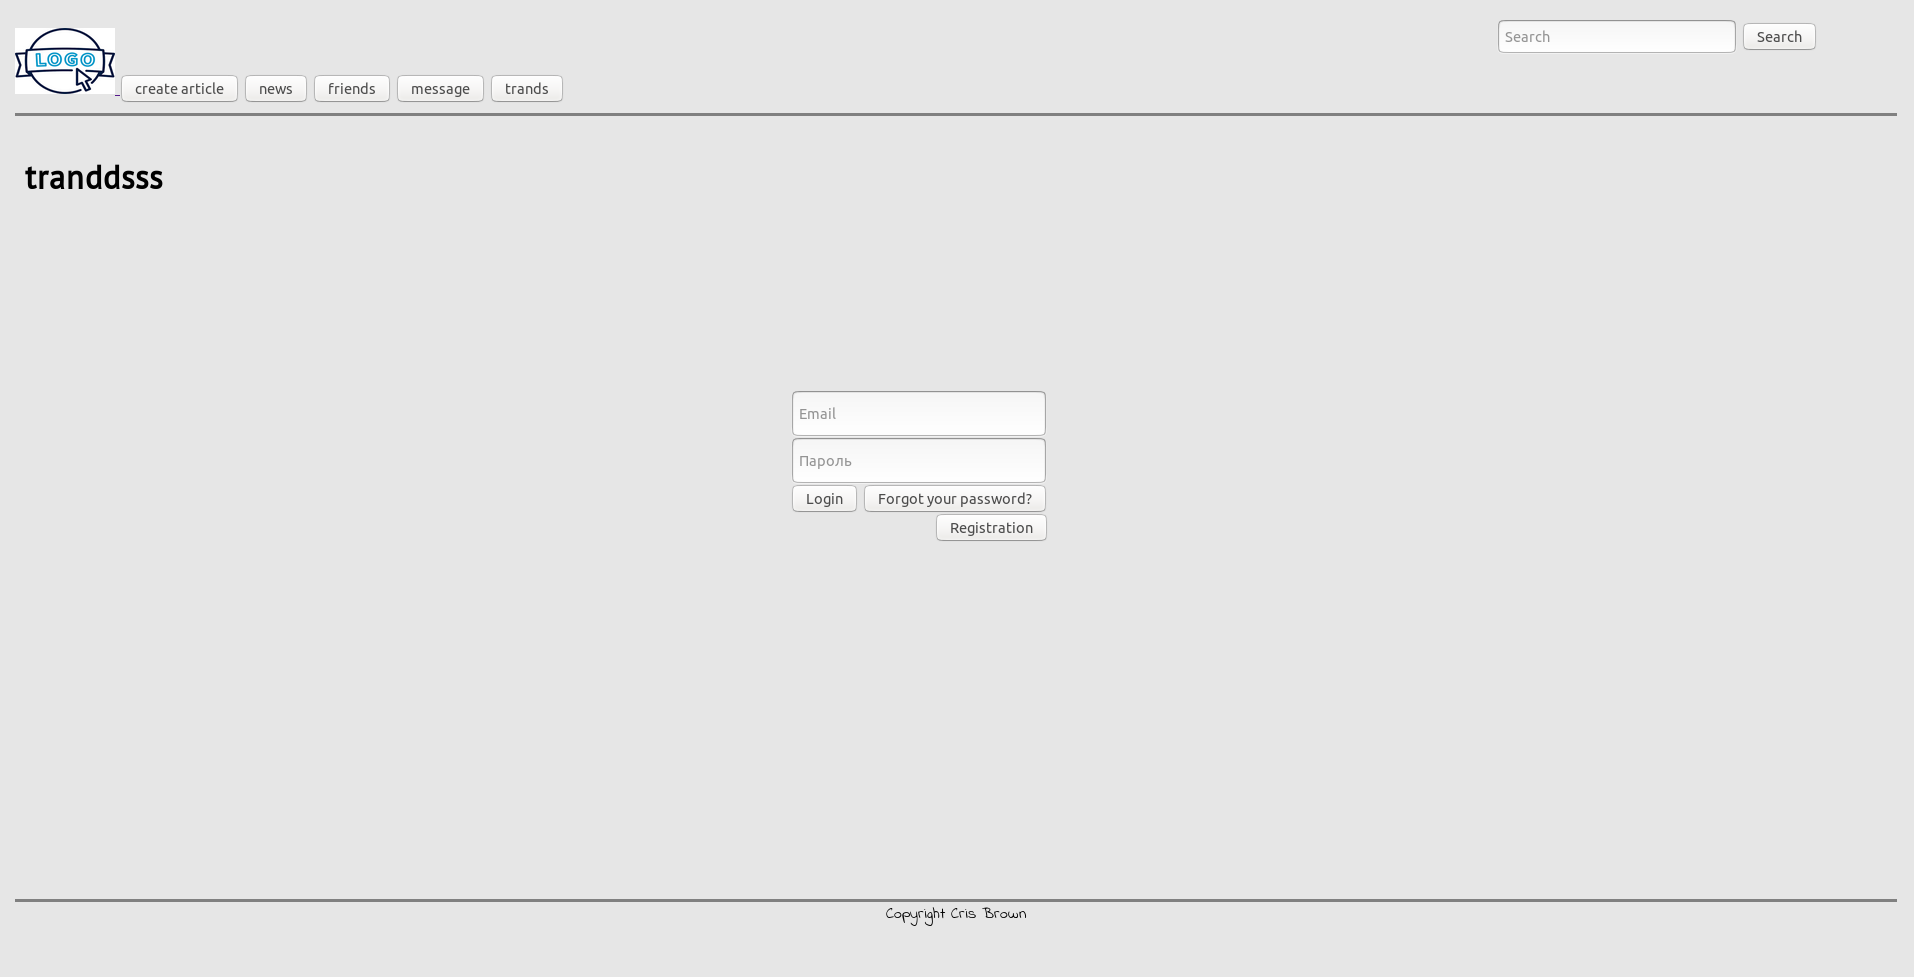 LOGO
Search
Search
create article
news
friends
message
trands
tranddsss
Email
Пароль
Login
Forgot your password?
Registration
Copyright Cris Brown